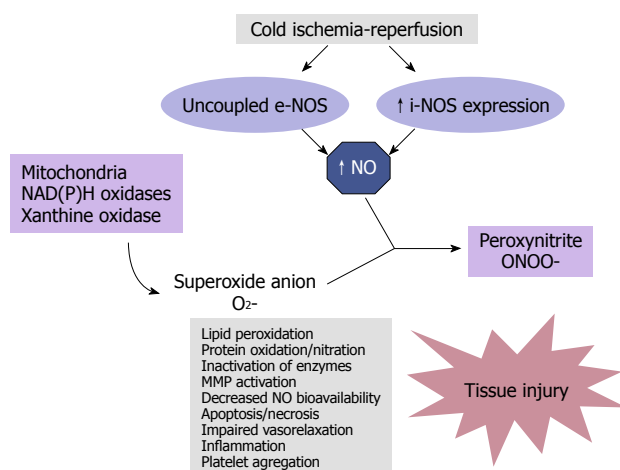 Cold ischemia-reperfusion
Uncoupled e-NOS
↑ i-NOS expression
↑ NO
Mitochondria
NAD(P)H oxidases
Xanthine oxidase
Peroxynitrite
ONOO-
Superoxide anion
O₂-
Lipid peroxidation
Protein oxidation/nitration
Inactivation of enzymes
MMP activation
Decreased NO bioavailability
Apoptosis/necrosis
Impaired vasorelaxation
Inflammation
Platelet agregation
Tissue injury